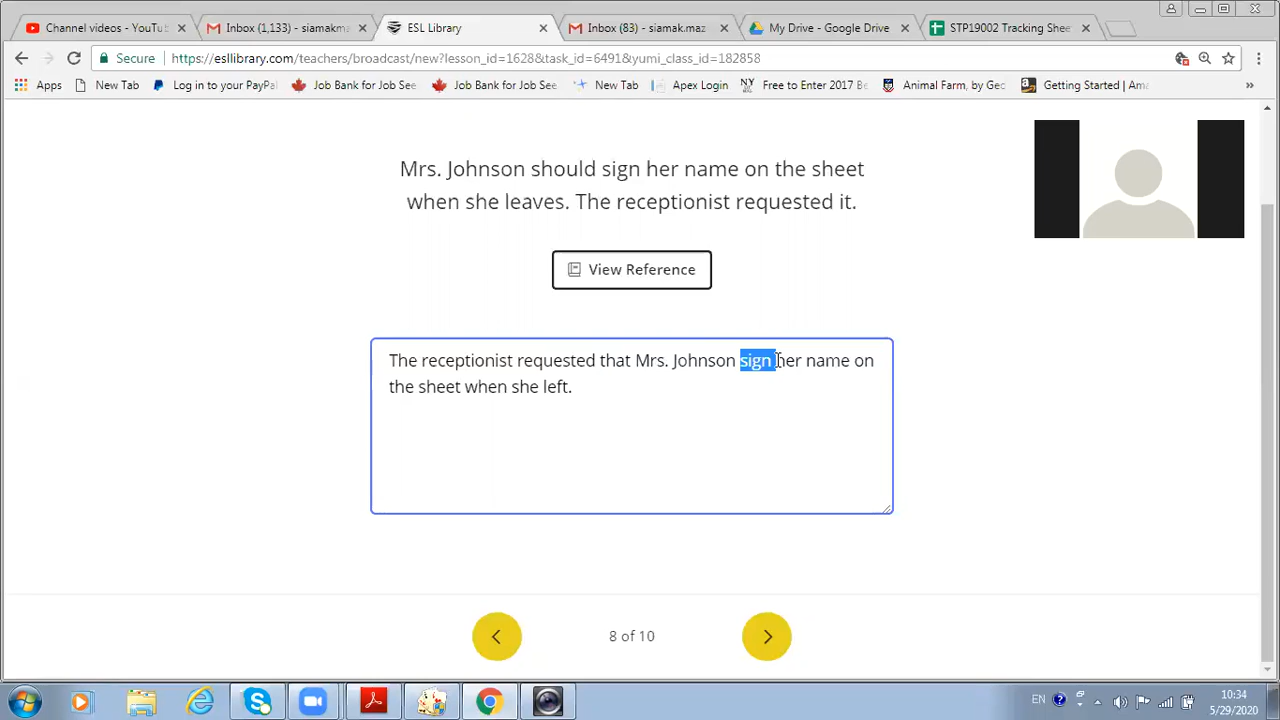 Channel videos - YouTu
Inbox (1,133) - siamakm
ESL Library
Inbox (83) - siamak.maz
My Drive - Google Drive
STP19002 Tracking Shee
Secure
https://esllibrary.com/teachers/broadcast/new?lesson_id=1628&task_id=6491&yumi_class_id=182858
Apps
New Tab
Log in to your PayPal
Job Bank for Job See
Job Bank for Job See
New Tab
Apex Login
Free to Enter 2017 Be
Animal Farm, by Geo
Getting Started | Ama
»
Mrs. Johnson should sign her name on the sheet
when she leaves. The receptionist requested it.
View Reference
The receptionist requested that Mrs. Johnson sign her name on
the sheet when she left.
8 of 10
EN
10:34
5/29/2020